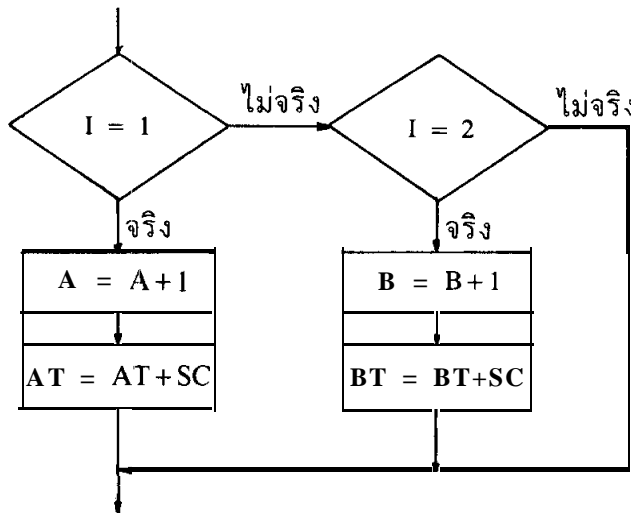 I = 1
ไม่จริง
I = 2
ไม่จริง
จริง
จริง
A = A+1
B = B+1
AT = AT+SC
BT = BT+SC